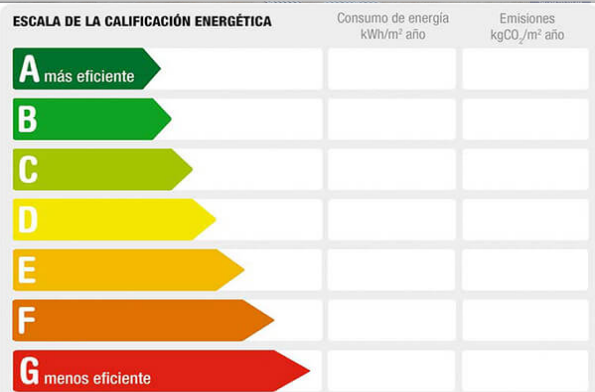 ESCALA DE LA CALIFICACIÓN ENERGÉTICA
Consumo de energía
kWh/m² año
Emisiones
kgCO₂/m² año
A más eficiente
B
C
D
E
F
G menos eficiente